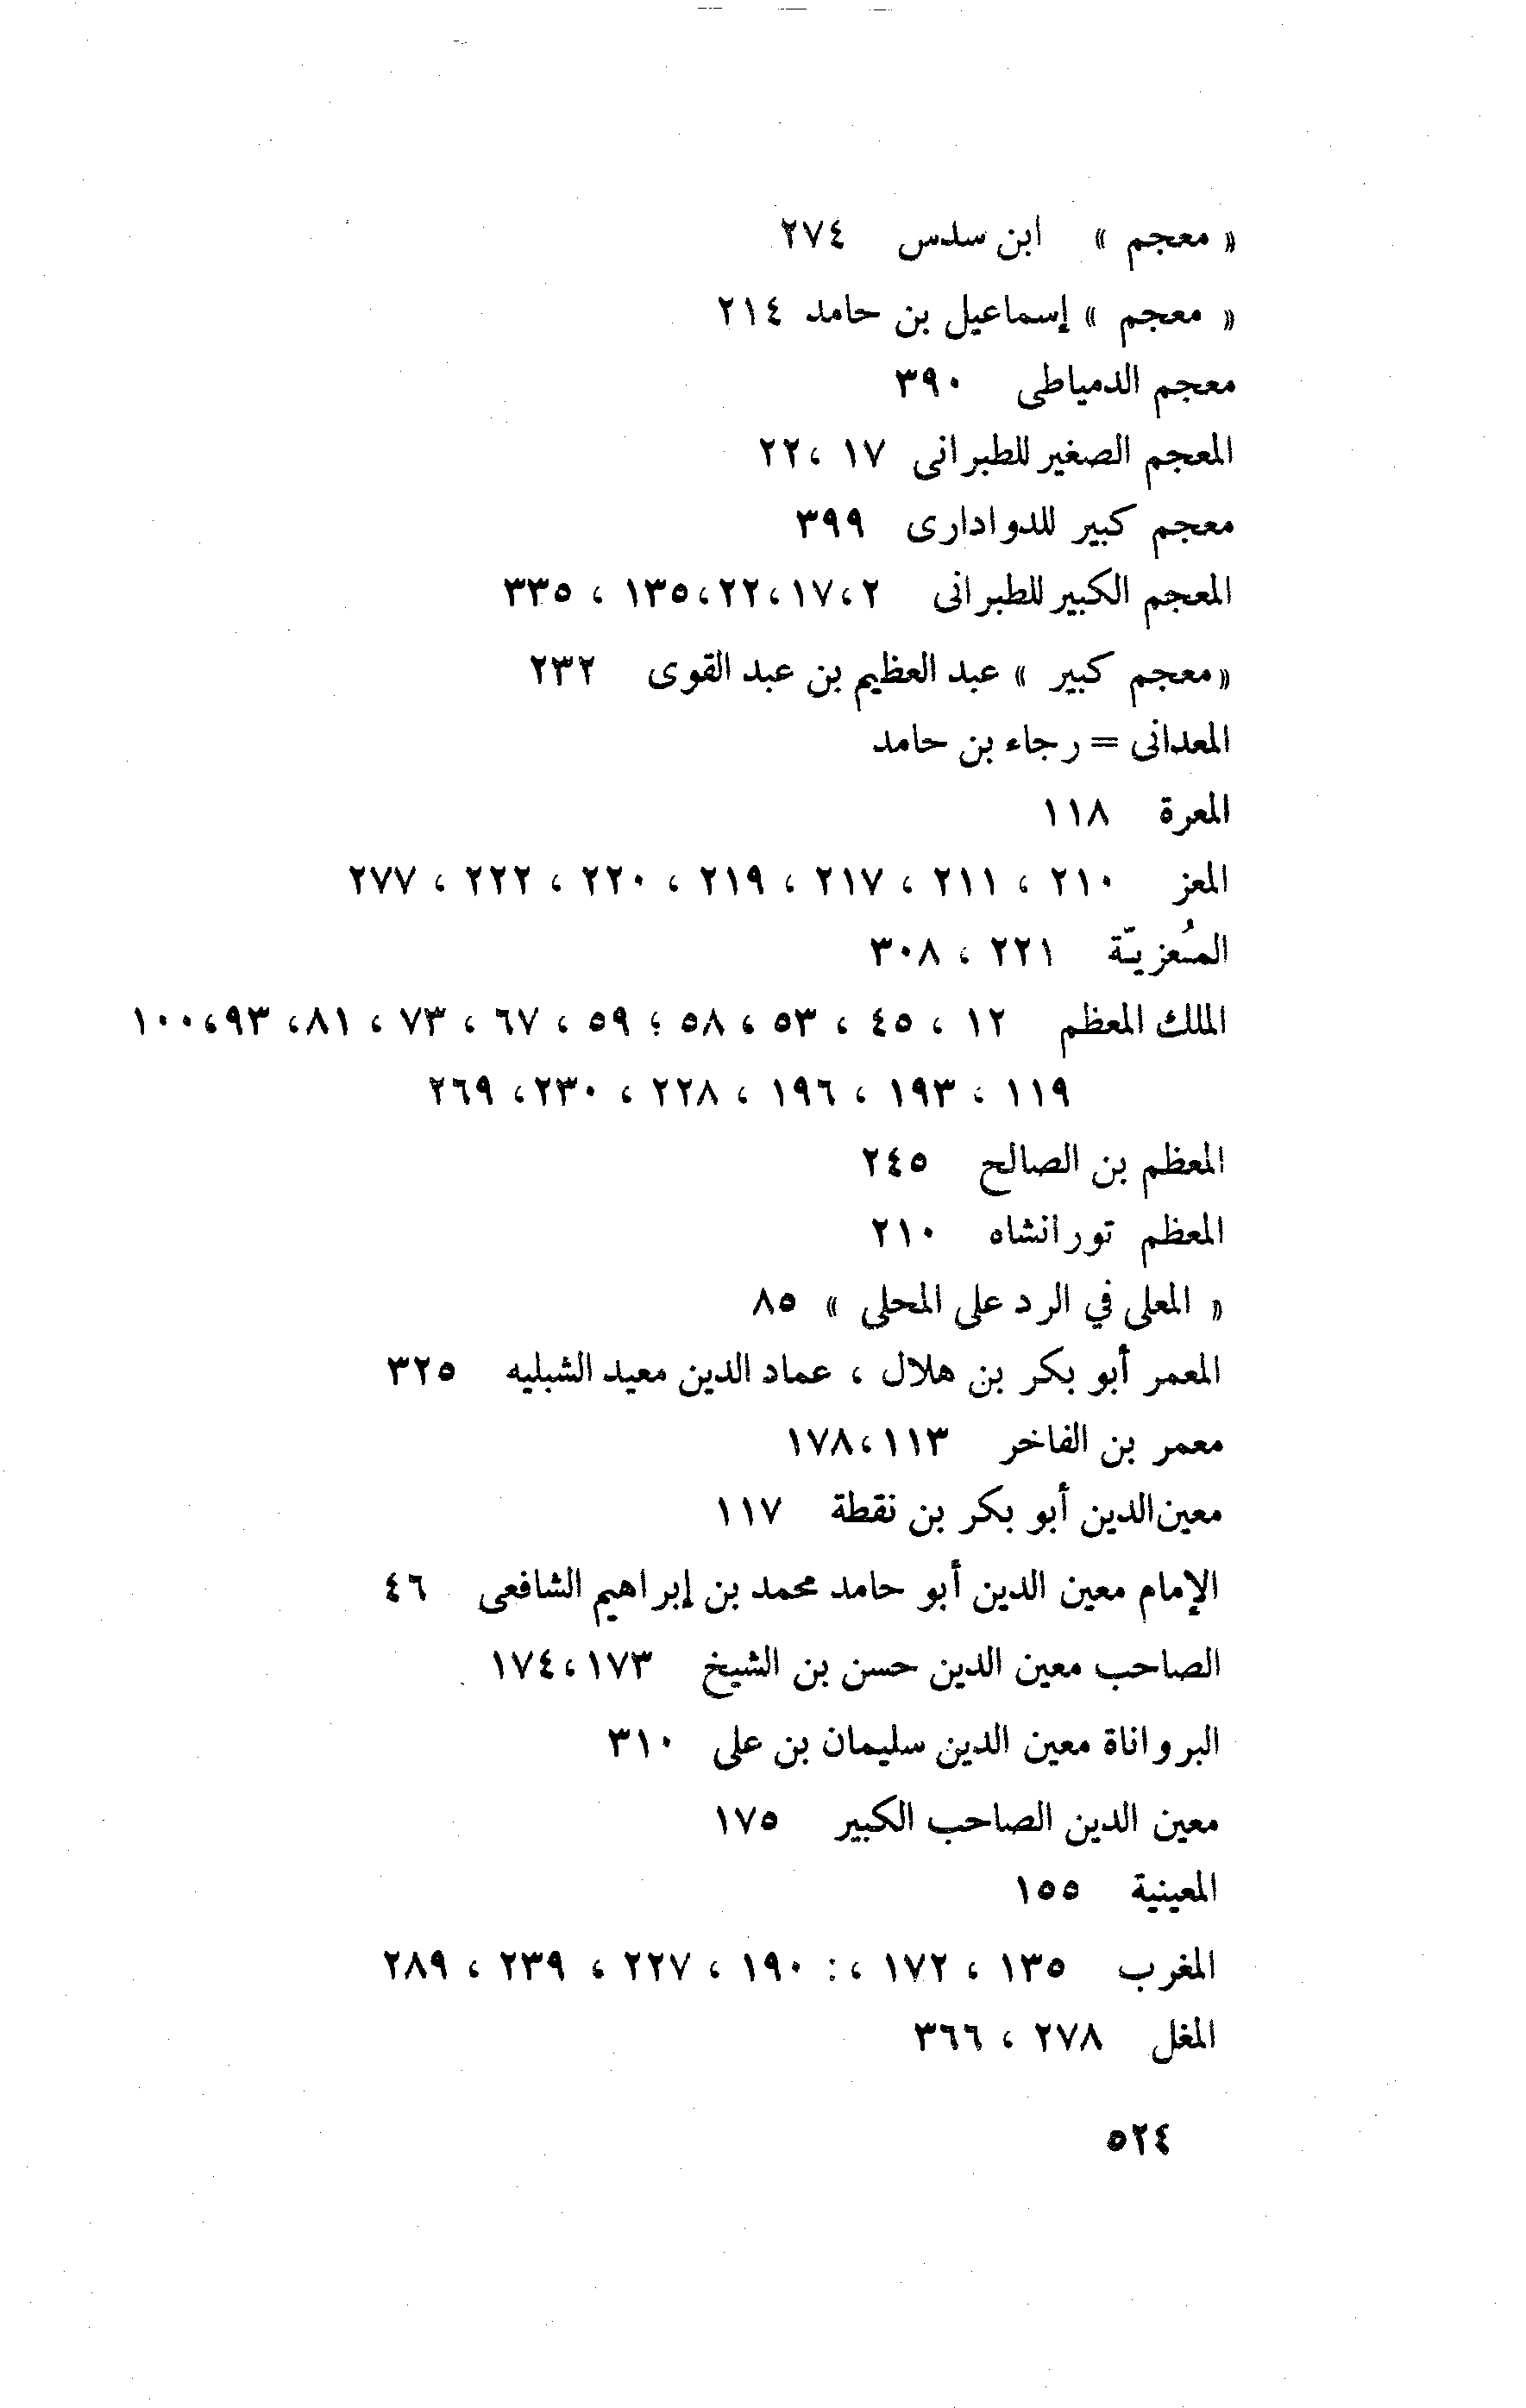 « معجم » ابن سدس ٢٧٤
« معجم » إسماعيل بن حامد ٢١٤
معجم الدمياطى ٣٩٠
المعجم الصغير للطبرانى ١٧ ،٢٢
معجم كبير للدوادارى ٣٩٩
المعجم الكبير للطبرانى ٢،١٧،٢٢،١٣٥ ، ٣٣٥
«معجم كبير » عبد العظيم بن عبد القوى ٢٣٢
المعدانى = رجاء بن حامد
المعرة ١١٨
المعز ٢١٠ ، ٢١١ ، ٢١٧ ، ٢١٩ ، ٢٢٠ ، ٢٢٢ ، ٢٧٧
المـُعزيـّة ٢٢١ ، ٣٠٨
الملك المعظم ١٢ ، ٤٥ ، ٥٣ ، ٥٨ ؛ ٥٩ ، ٦٧ ، ٧٣ ، ٨١، ٩٣،١٠٠
١١٩ ، ١٩٣ ، ١٩٦ ، ٢٢٨ ، ٢٣٠، ٢٦٩
المعظم بن الصالح ٢٤٥
المعظم تورانشاه ٢١٠
« المعلى في الرد على المحلى » ٨٥
المعمر أبو بكر بن هلال ، عماد الدين معيد الشبليه ٣٢٥
معمر بن الفاخر ١١٣،١٧٨
معين الدين أبو بكر بن نقطة ١١٧
الإمام معين الدين أبو حامد محمد بن إبراهيم الشافعى ٤٦
الصاحب معين الدين حسن بن الشيخ ١٧٣،١٧٤
البرواناة معين الدين سليمان بن على ٣١٠
معين الدين الصاحب الكبير ١٧٥
المعينية ١٥٥
المغرب ١٣٥ ، ١٧٢ ،: ١٩٠ ، ٢٢٧ ، ٢٣٩ ، ٢٨٩
المغل ٢٧٨ ، ٣٦٦
٥٢٤